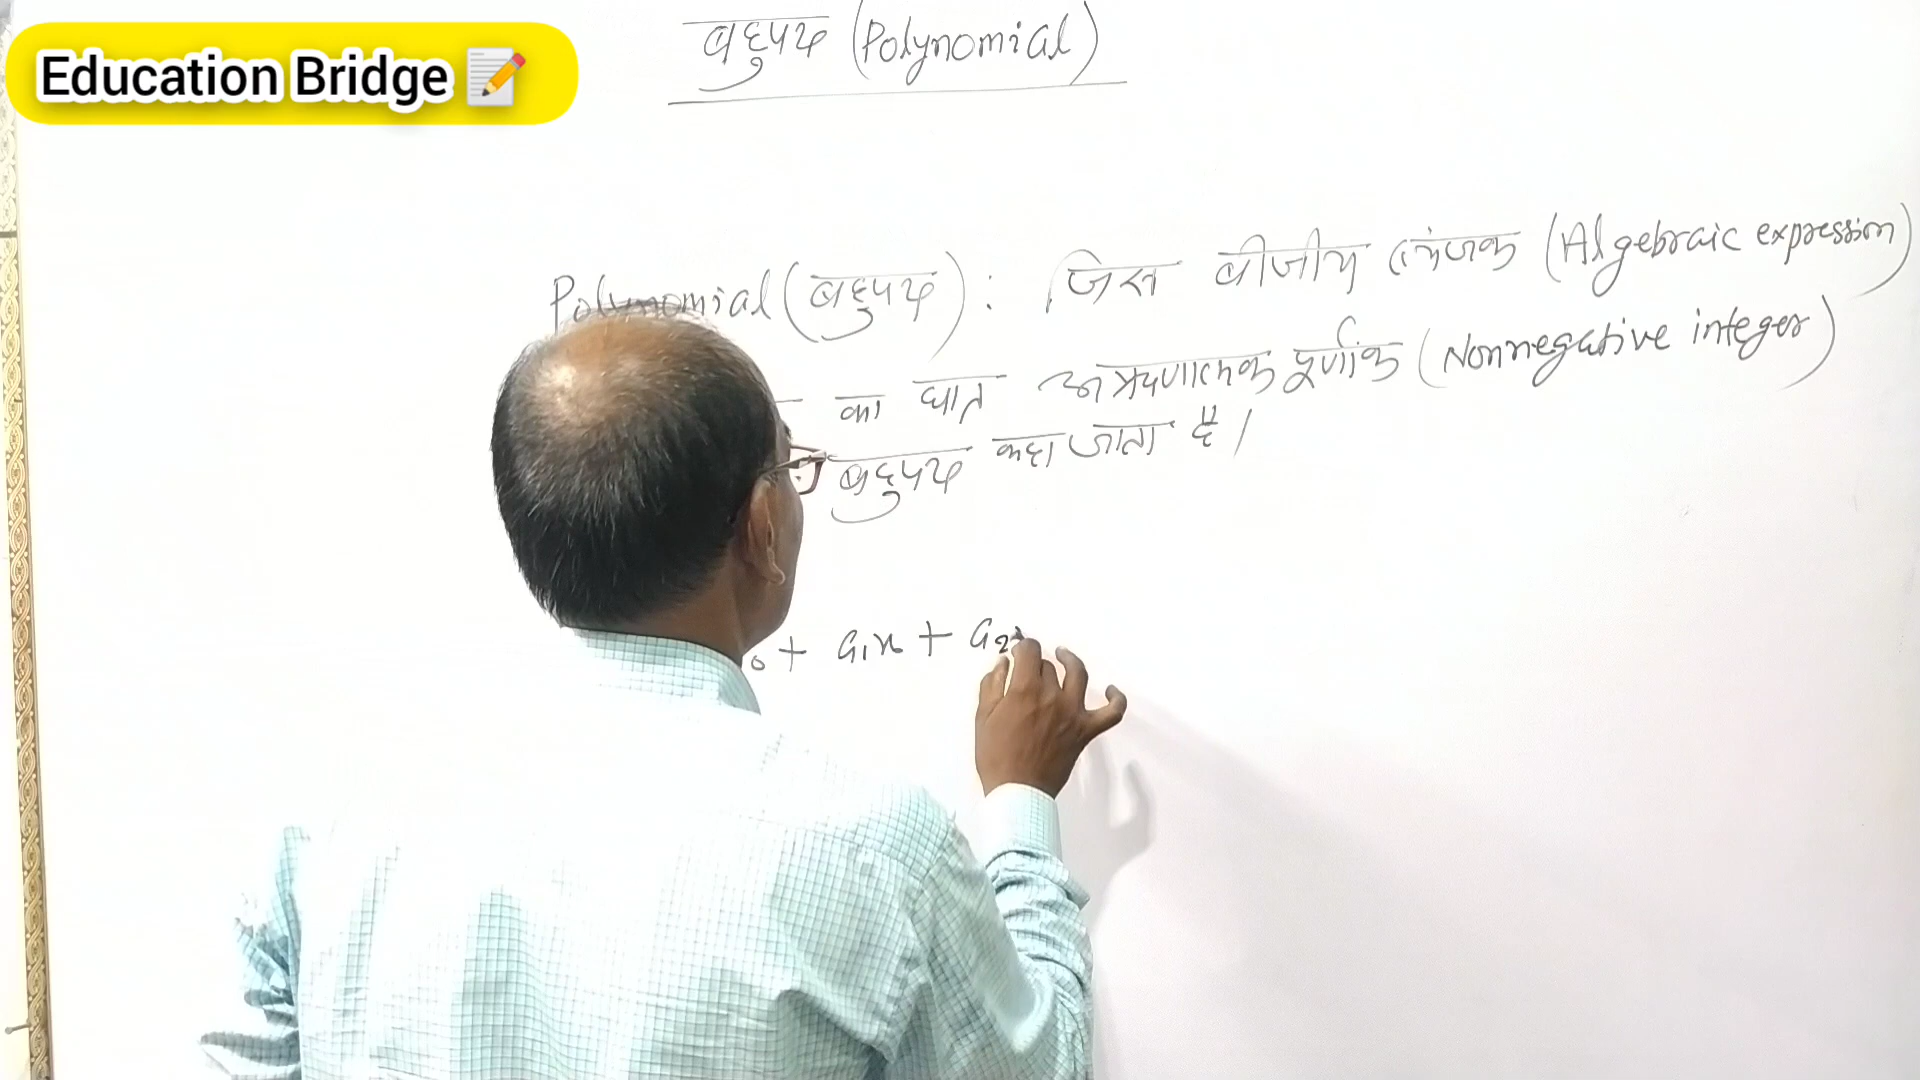 Education Bridge
बहुपद (Polynomial)
Polynomial (बहुपद) : जिस बीजीय व्यंजक (Algebraic expression)
का घात अऋणात्मक पूर्णांक (Nonnegative integer)
बहुपद कहा जाता है।
₀ + a₁x + a₂